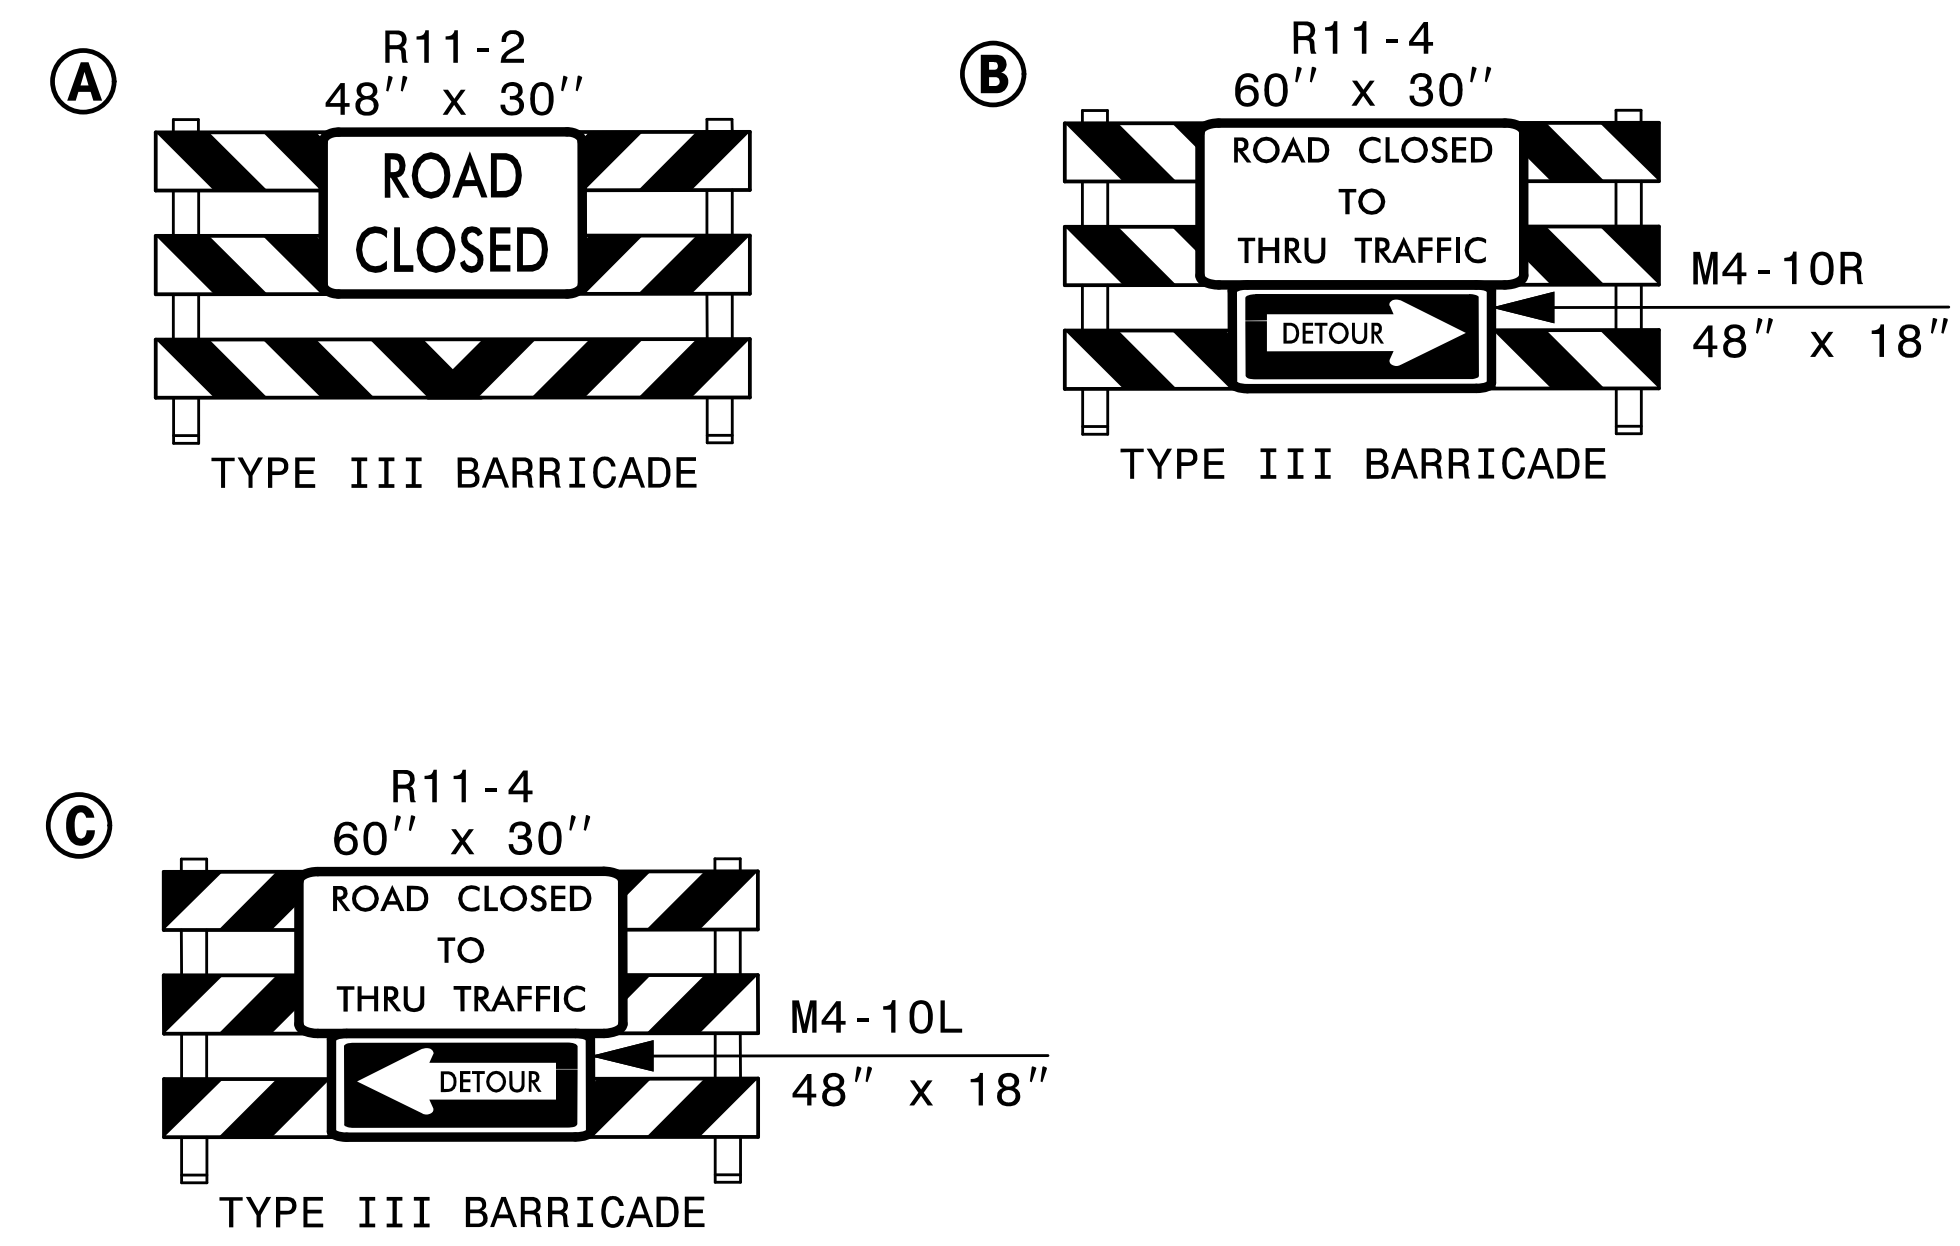 A
R11-2
48" x 30"
ROAD
CLOSED
TYPE III BARRICADE
B
R11-4
60" x 30"
ROAD CLOSED
TO
THRU TRAFFIC
DETOUR
M4-10R
48" x 18"
TYPE III BARRICADE
C
R11-4
60" x 30"
ROAD CLOSED
TO
THRU TRAFFIC
DETOUR
M4-10L
48" x 18"
TYPE III BARRICADE